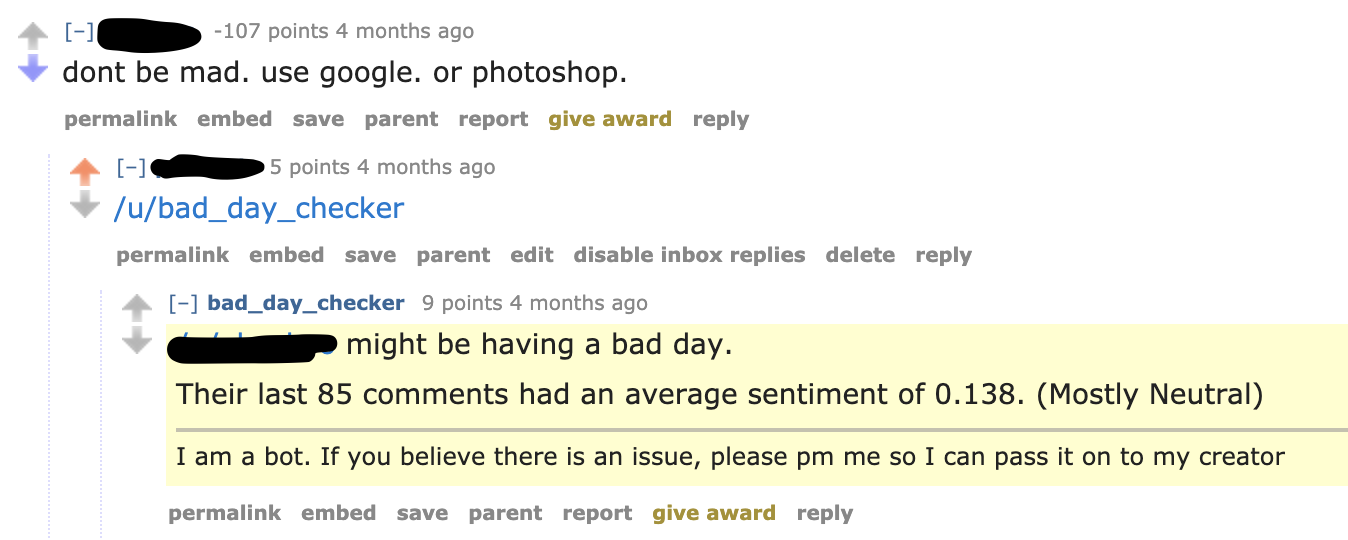 [–] -107 points 4 months ago
dont be mad. use google. or photoshop.
permalink embed save parent report give award reply
[–] 5 points 4 months ago
/u/bad_day_checker
permalink embed save parent edit disable inbox replies delete reply
[–] bad_day_checker 9 points 4 months ago
might be having a bad day.
Their last 85 comments had an average sentiment of 0.138. (Mostly Neutral)
I am a bot. If you believe there is an issue, please pm me so I can pass it on to my creator
permalink embed save parent report give award reply